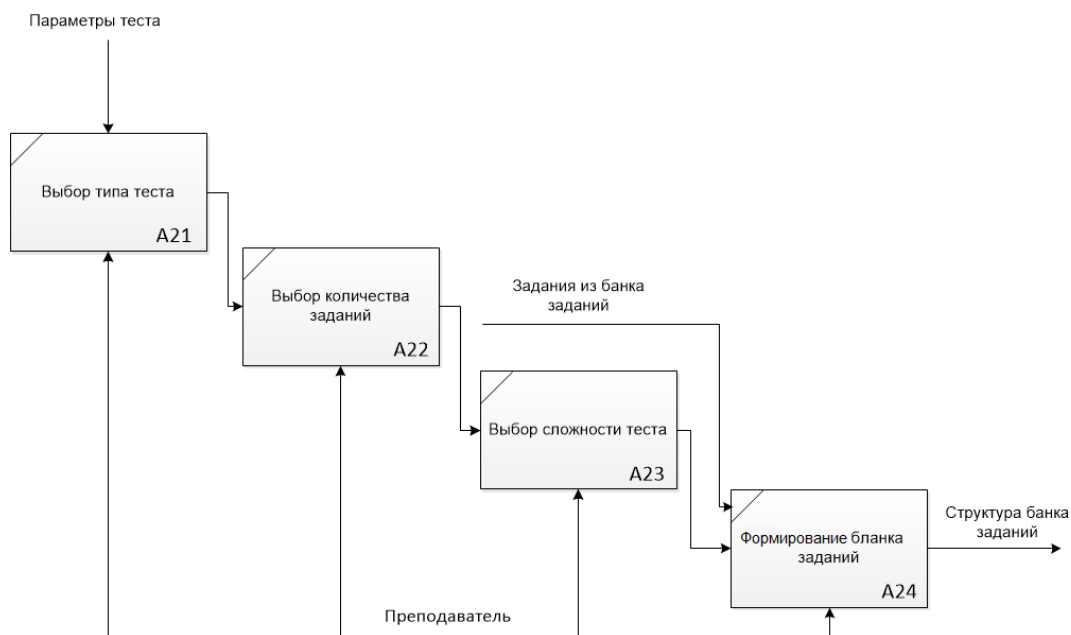 Параметры теста
Выбор типа теста
A21
Выбор количества
заданий
A22
Задания из банка
заданий
Выбор сложности теста
A23
Формирование бланка
заданий
A24
Структура банка
заданий
Преподаватель